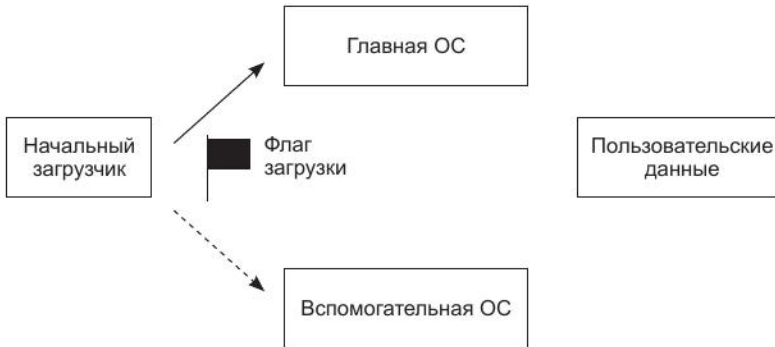 Главная ОС
Начальный
загрузчик
Флаг
загрузки
Пользовательские
данные
Вспомогательная ОС